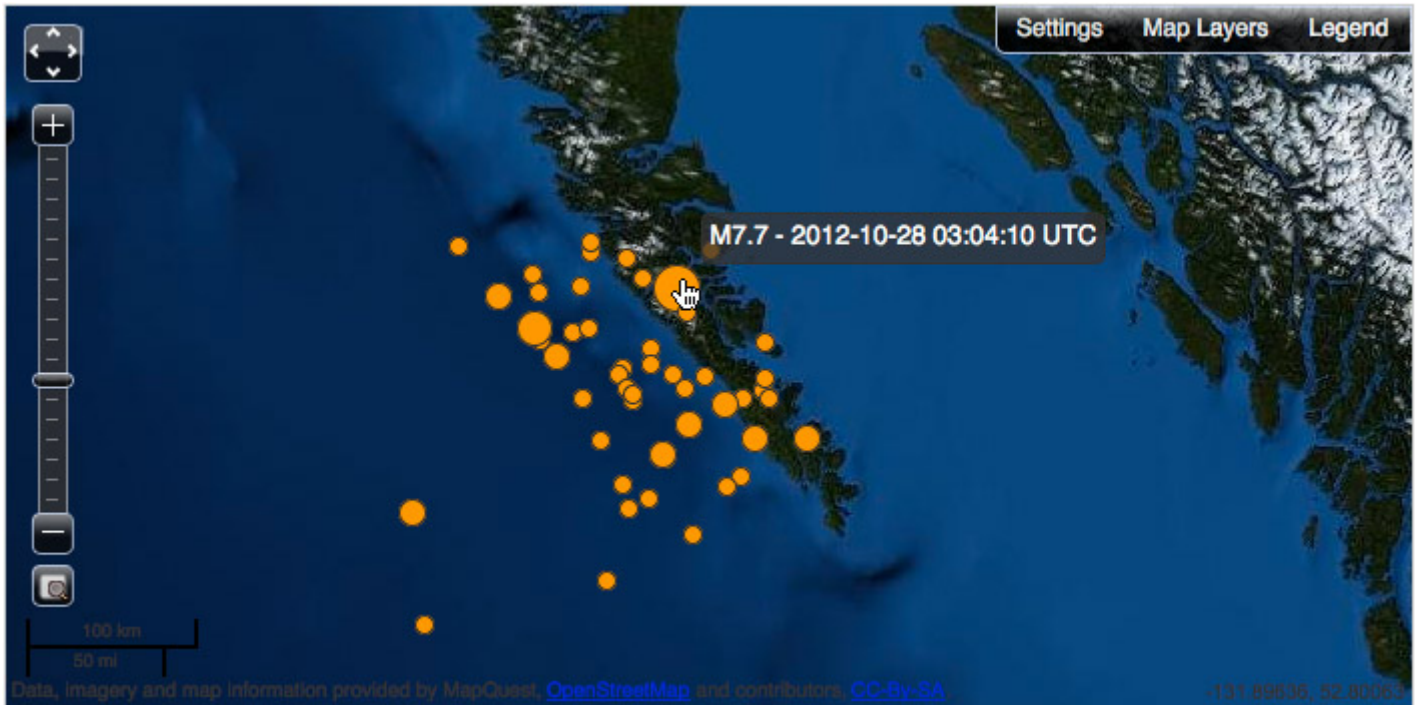 Settings Map Layers Legend
M7.7 - 2012-10-28 03:04:10 UTC
100 km
50 mi
Data, imagery and map information provided by MapQuest, OpenStreetMap and contributors, CC-By-SA